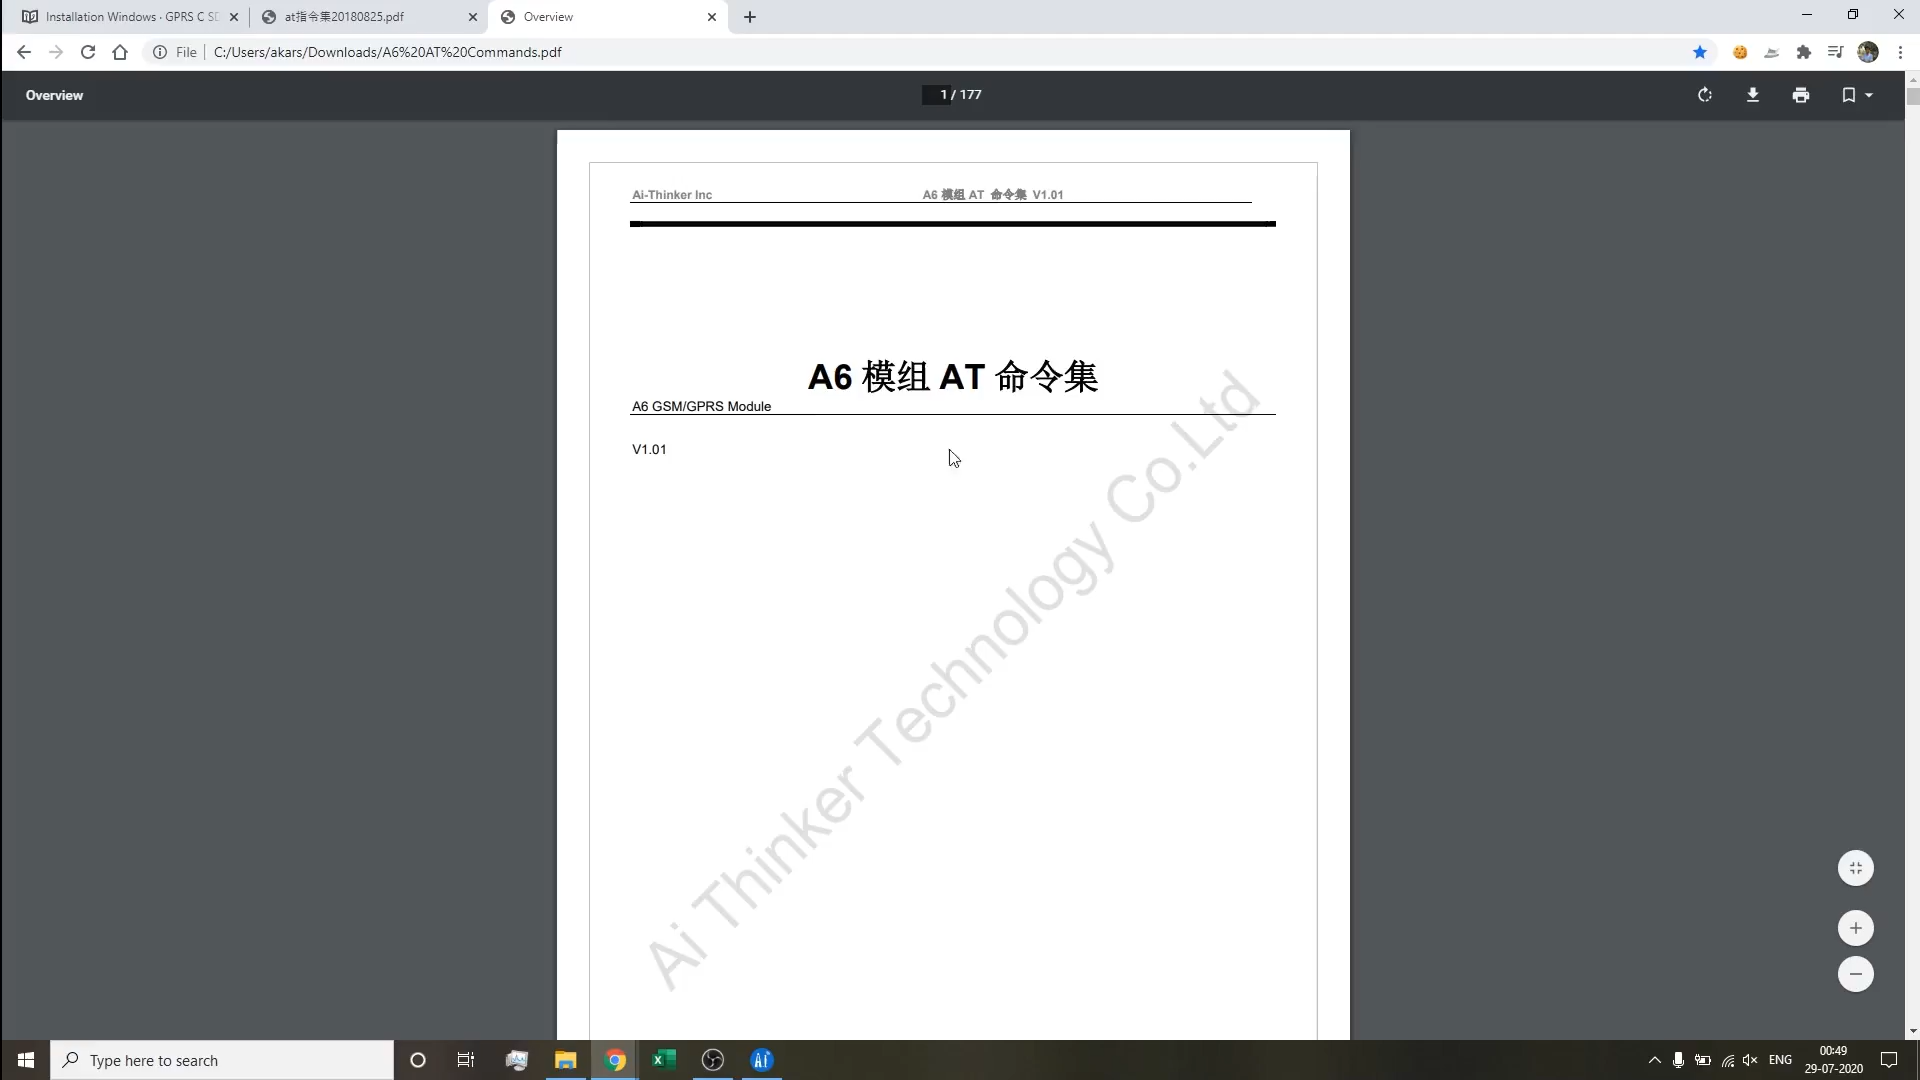 Installation Windows · GPRS C SD
at指令集20180825.pdf
Overview
File
C:/Users/akars/Downloads/A6%20AT%20Commands.pdf
Overview
1 / 177
Ai-Thinker Inc
A6 模组 AT 命令集 V1.01
A6 模组 AT 命令集
A6 GSM/GPRS Module
V1.01
Ai Thinker Technology Co.Ltd
Type here to search
Ai
ENG
00:49
29-07-2020